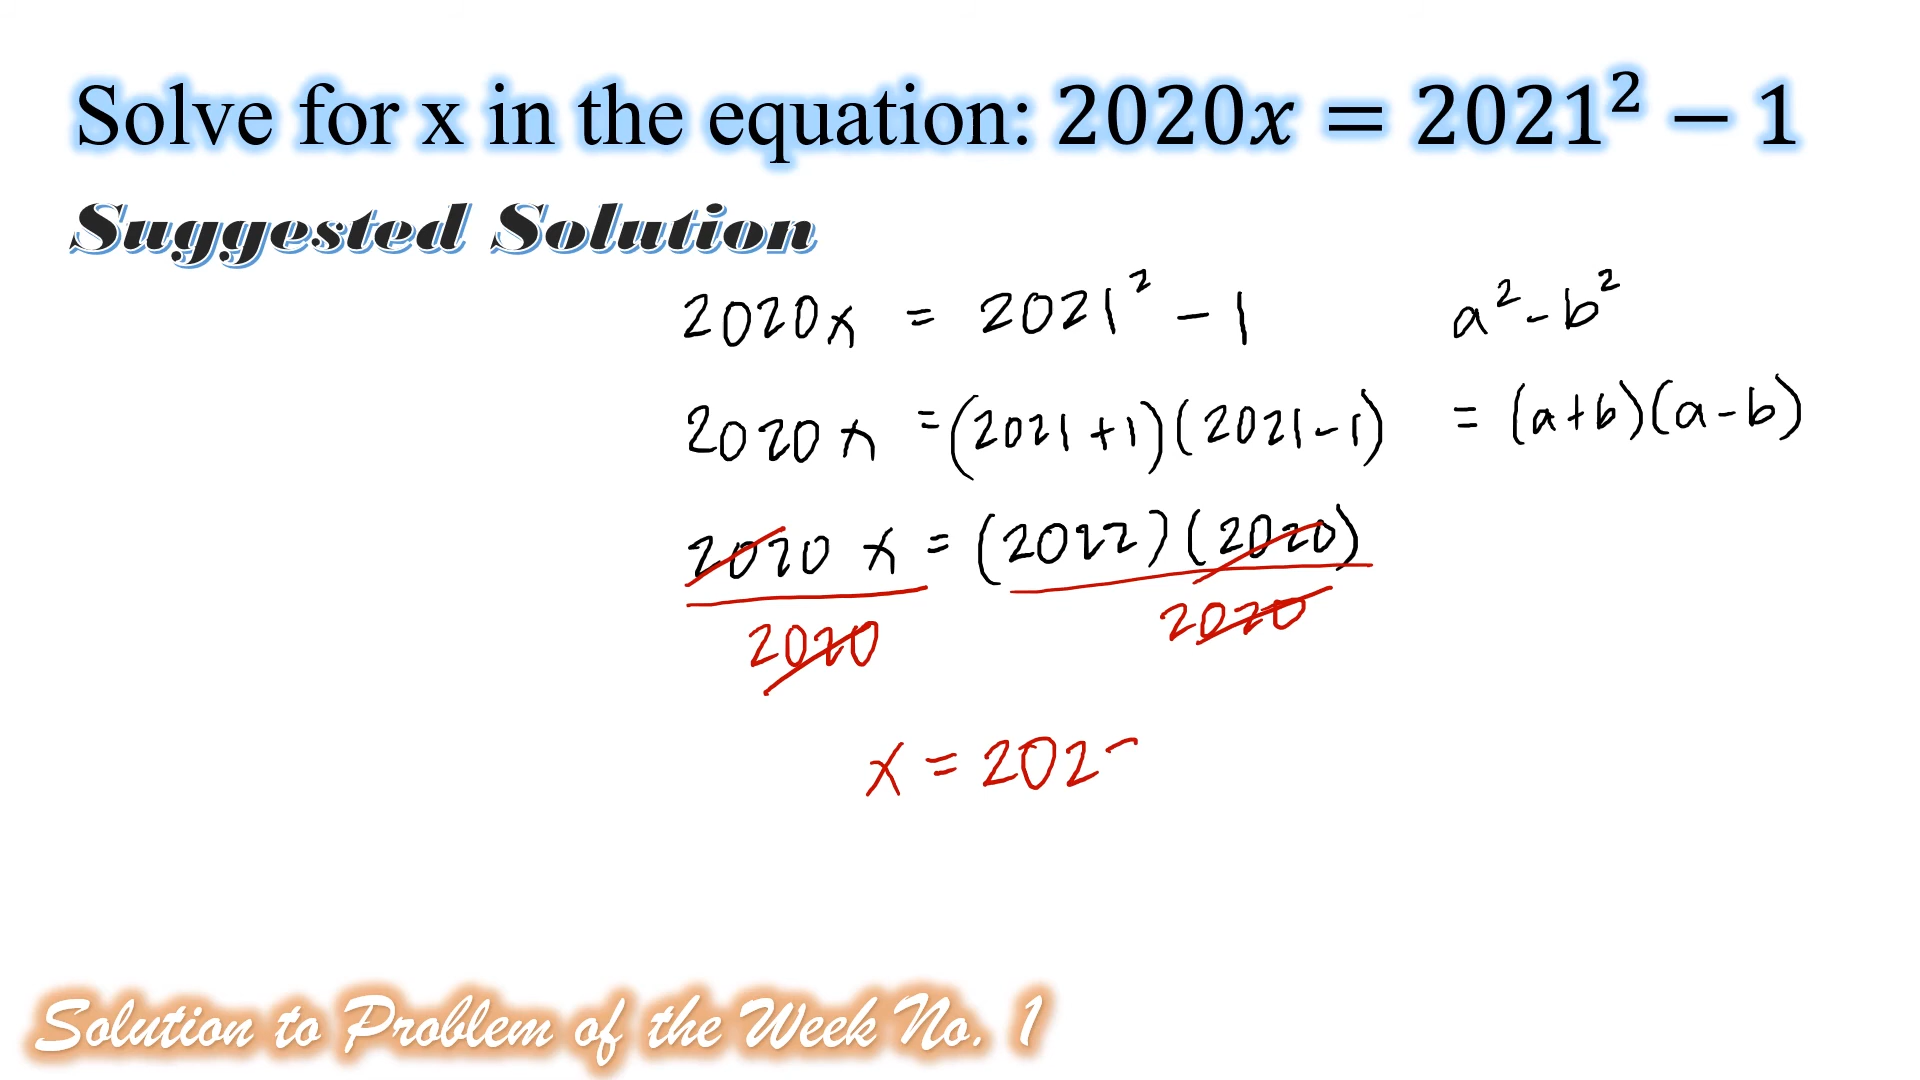 Solve for x in the equation: 2020x = 2021² − 1
Suggested Solution
2020x = 2021² − 1
a² − b²
2020x = (2021+1)(2021−1)
= (a+b)(a−b)
2020 x = (2022)(2020)
2020 2020
x = 202
Solution to Problem of the Week No. 1